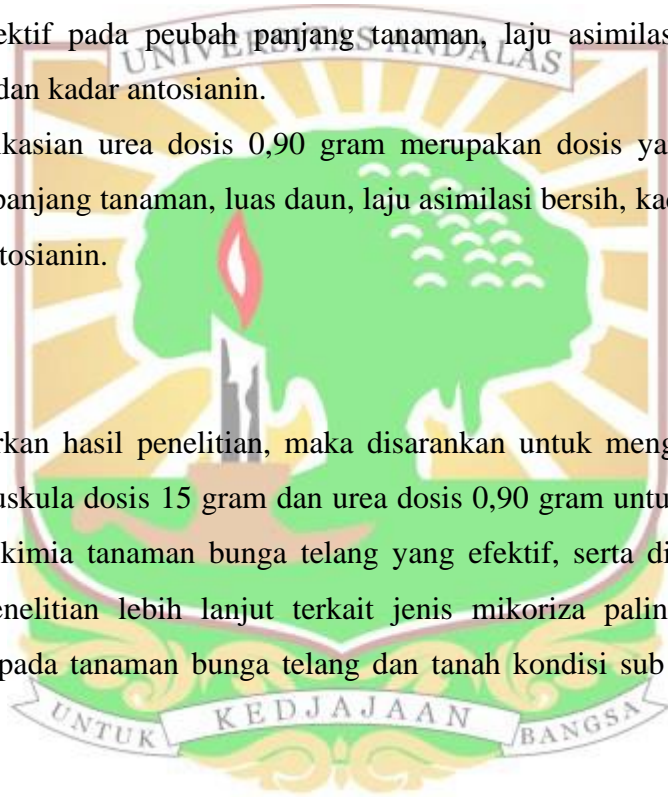 ektif pada peubah panjang tanaman, laju asimilas
UNIVERSITAS ANDALAS
dan kadar antosianin.
ikasian urea dosis 0,90 gram merupakan dosis ya
panjang tanaman, luas daun, laju asimilasi bersih, ka
tosianin.
rkan hasil penelitian, maka disarankan untuk meng
uskula dosis 15 gram dan urea dosis 0,90 gram untu
kimia tanaman bunga telang yang efektif, serta di
enelitian lebih lanjut terkait jenis mikoriza palin
pada tanaman bunga telang dan tanah kondisi sub
UNTUK KEDJAJAAN BANGSA